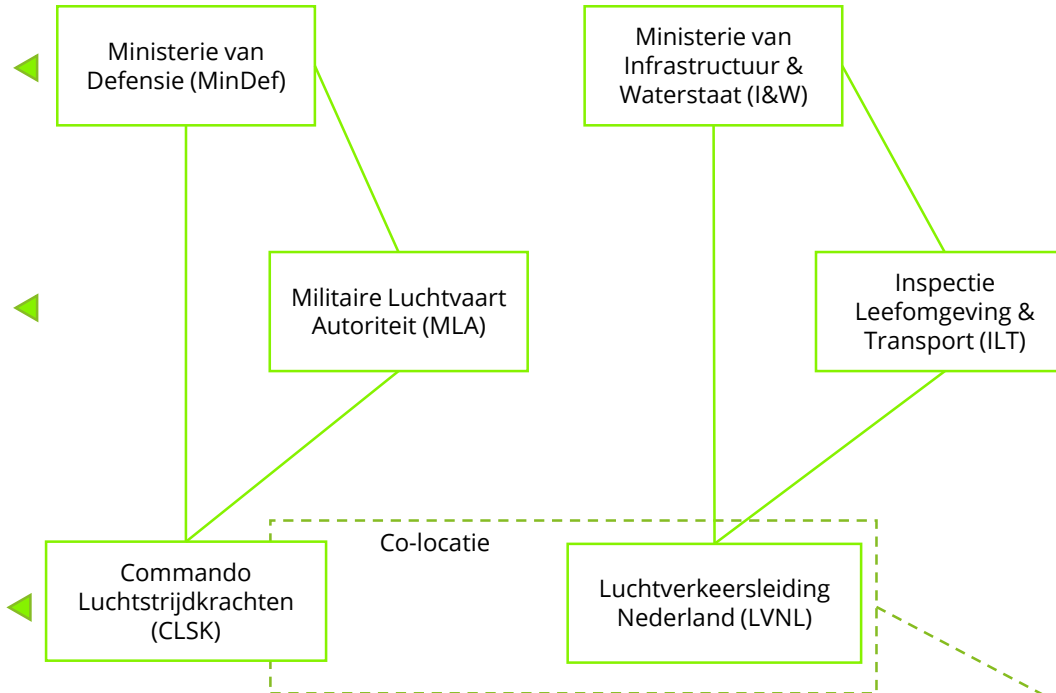 Ministerie van
Defensie (MinDef)
Ministerie van
Infrastructuur &
Waterstaat (I&W)
Militaire Luchtvaart
Autoriteit (MLA)
Inspectie
Leefomgeving &
Transport (ILT)
Co-locatie
Commando
Luchtstrijdkrachten
(CLSK)
Luchtverkeersleiding
Nederland (LVNL)